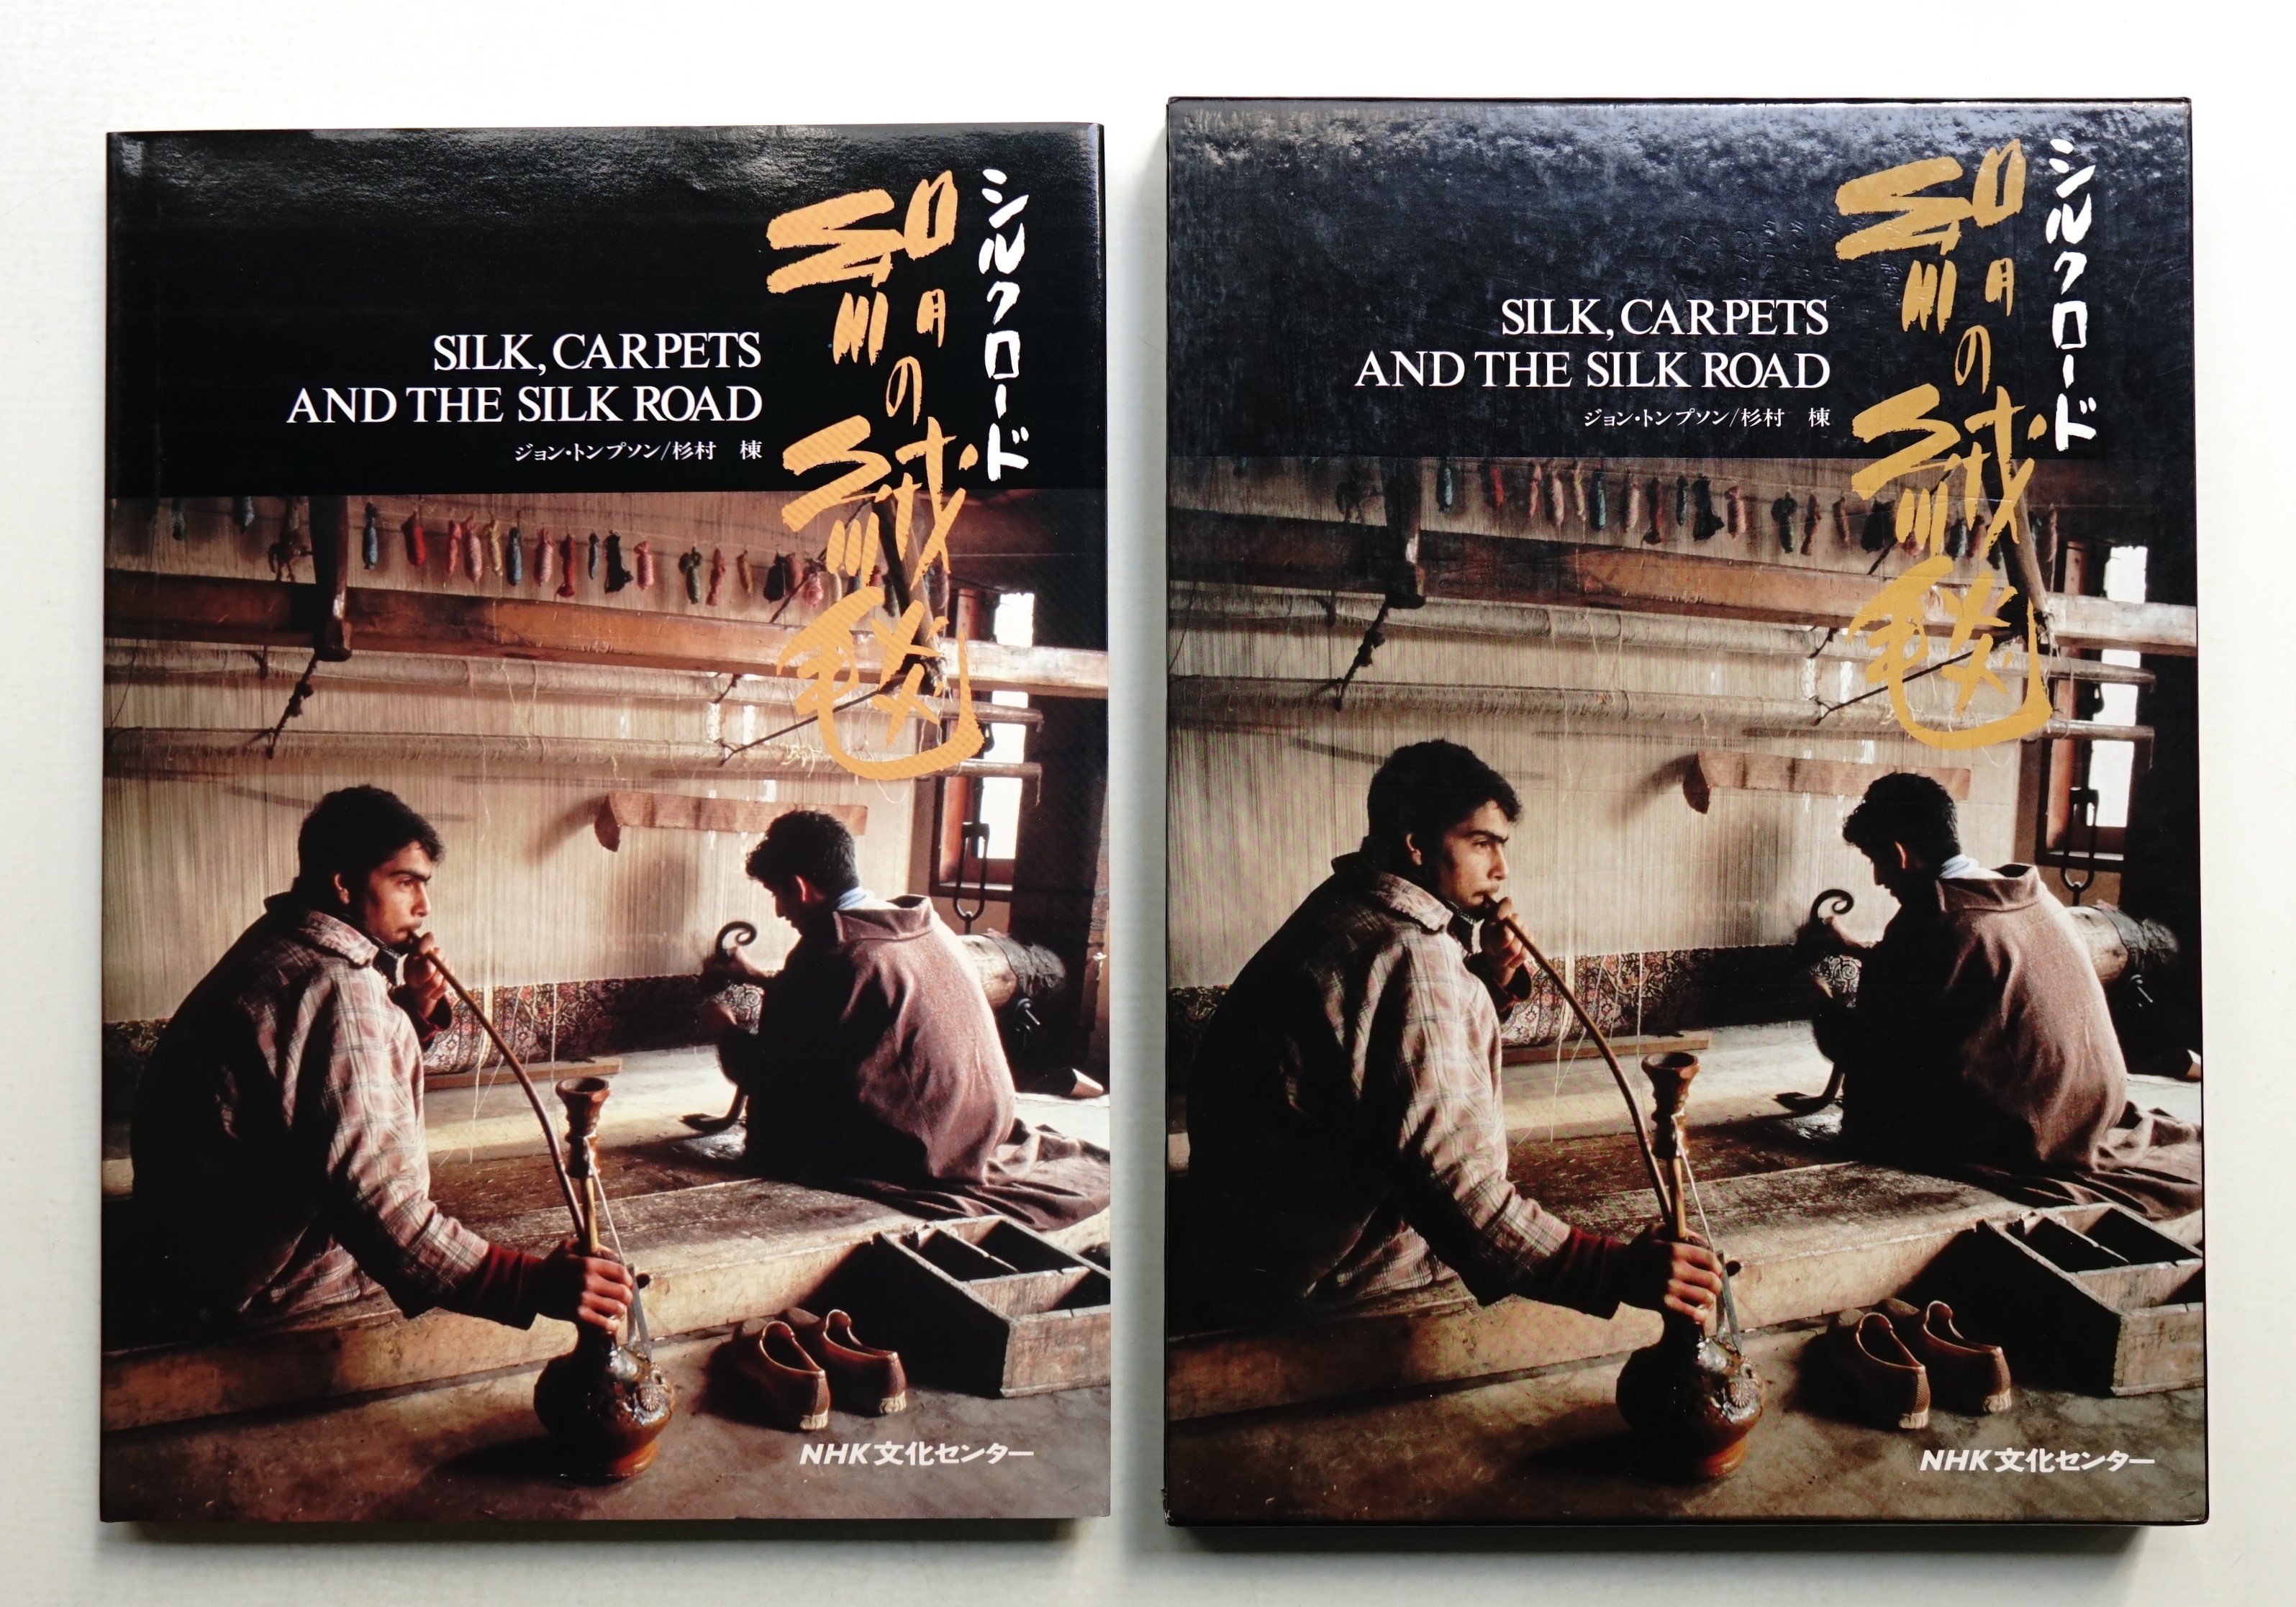 シルクロード
絹の絨毯
SILK, CARPETS
AND THE SILK ROAD
ジョン・トンプソン/杉村 棟
NHK文化センター
シルクロード
絹の絨毯
SILK, CARPETS
AND THE SILK ROAD
ジョン・トンプソン/杉村 棟
NHK文化センター